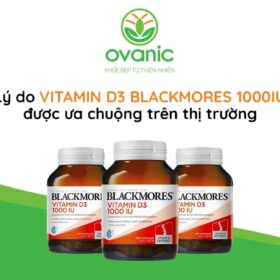 ovanic
KHỎE ĐẸP TỪ THIÊN NHIÊN
Lý do VITAMIN D3 BLACKMORES 1000IU
được ưa chuộng trên thị trường
BLACKMORES
VITAMIN D3
1000 IU
BLACKMORES
VITAMIN D3
1000 IU
BLACKMORES
VITAMIN D3
1000 IU